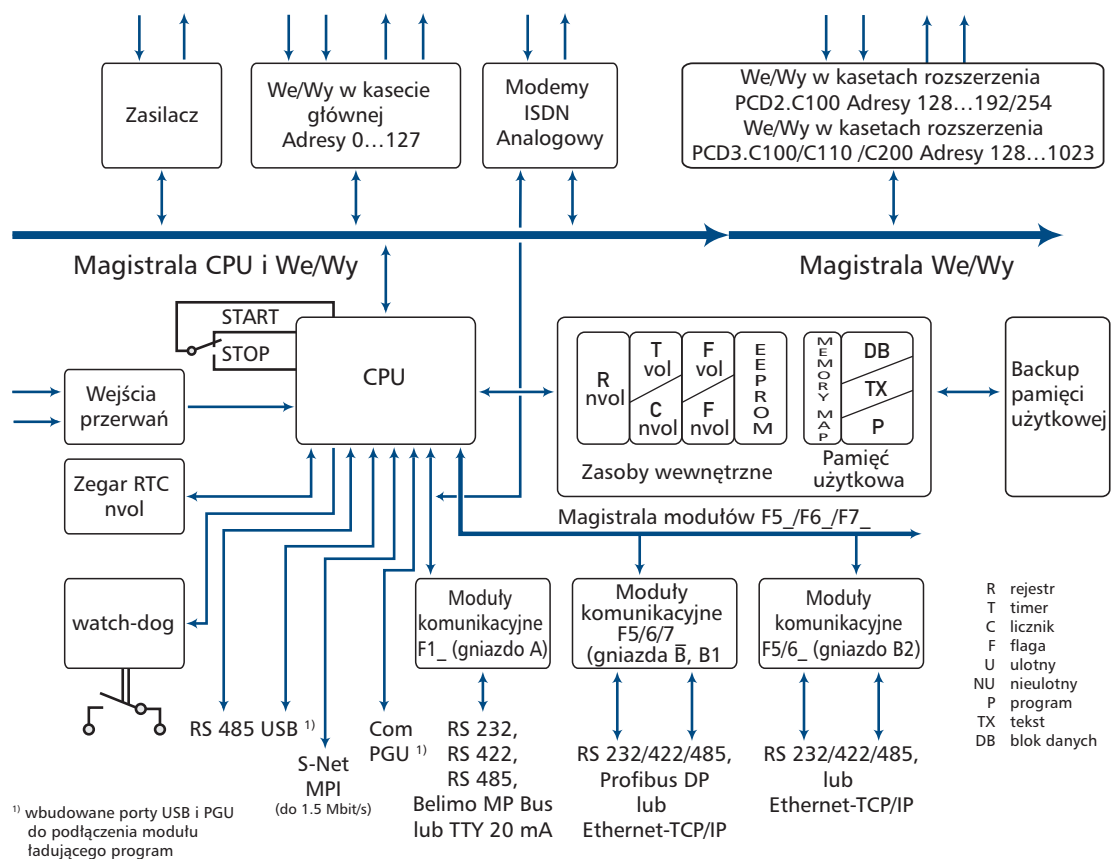 Zasilacz
We/Wy w kasecie
głównej
Adresy 0...127
Modemy
ISDN
Analogowy
We/Wy w kasetach rozszerzenia
PCD2.C100 Adresy 128...192/254
We/Wy w kasetach rozszerzenia
PCD3.C100/C110 /C200 Adresy 128...1023
Magistrala CPU i We/Wy
Magistrala We/Wy
START
STOP
CPU
Wejścia
przerwań
Zegar RTC
nvol
watch-dog
R
nvol
T
vol
C
nvol
F
vol
F
nvol
EEPROM
Zasoby wewnętrzne
MEMORY MAP
DB
TX
P
Pamięć
użytkowa
Backup
pamięci
użytkowej
Magistrala modułów F5_/F6_/F7_
Moduły
komunikacyjne
F1_ (gniazdo A)
Moduły
komunikacyjne
F5/6/7
(gniazda B̅, B1
Moduły
komunikacyjne
F5/6_ (gniazdo B2)
R rejestr
T timer
C licznik
F flaga
U ulotny
NU nieulotny
P program
TX tekst
DB blok danych
RS 485 USB 1)
S-Net
MPI
(do 1.5 Mbit/s)
Com
PGU 1)
RS 232,
RS 422,
RS 485,
Belimo MP Bus
lub TTY 20 mA
RS 232/422/485,
Profibus DP
lub
Ethernet-TCP/IP
RS 232/422/485,
lub
Ethernet-TCP/IP
1) wbudowane porty USB i PGU
do podłączenia modułu
ładującego program